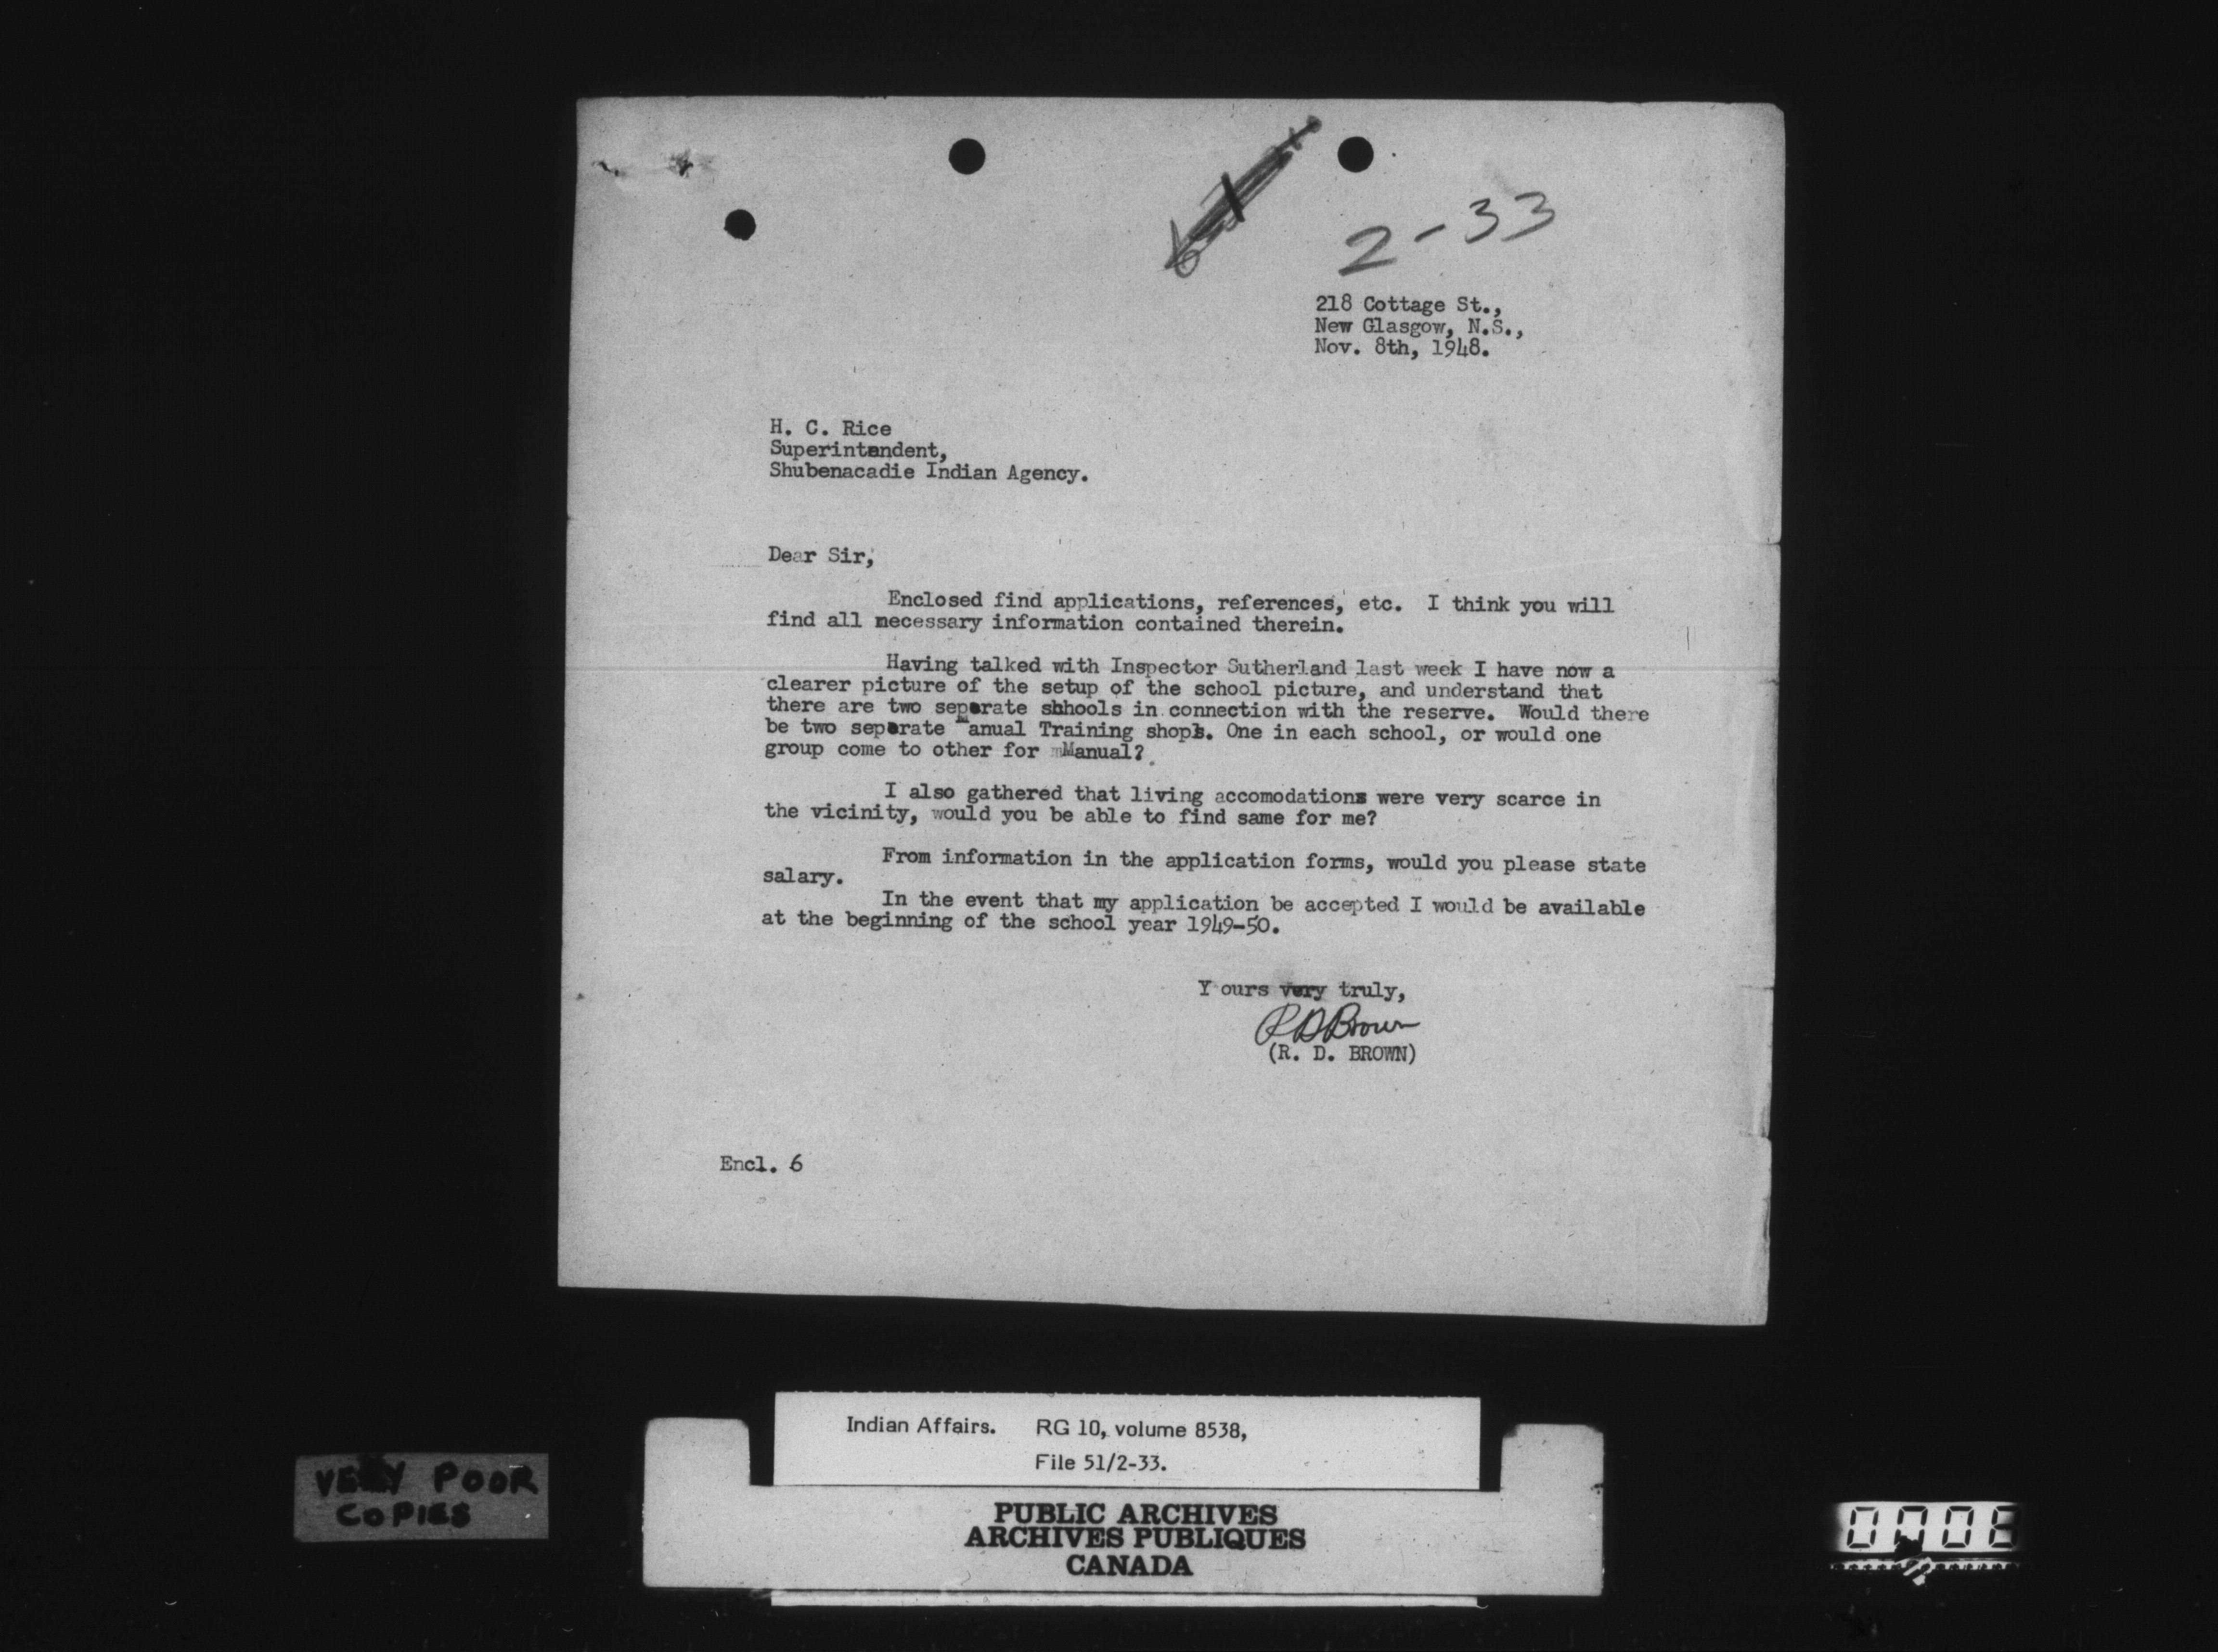 2-33
218 Cottage St.,
New Glasgow, N.S.,
Nov. 8th, 1948.
H. C. Rice
Superintendent,
Shubenacadie Indian Agency.
Dear Sir,
Enclosed find applications, references, etc. I think you will
find all necessary information contained therein.
Having talked with Inspector Sutherland last week I have now a
clearer picture of the setup of the school picture, and understand that
there are two separate shhools in connection with the reserve. Would there
be two separate Manual Training shops. One in each school, or would one
group come to other for mManual?
I also gathered that living accomodations were very scarce in
the vicinity, would you be able to find same for me?
From information in the application forms, would you please state
salary.
In the event that my application be accepted I would be available
at the beginning of the school year 1949-50.
Y ours very truly,
R D Brown
(R. D. BROWN)
Encl. 6
Indian Affairs. RG 10, volume 8538,
File 51/2-33.
VERY POOR
COPIES
PUBLIC ARCHIVES
ARCHIVES PUBLIQUES
CANADA